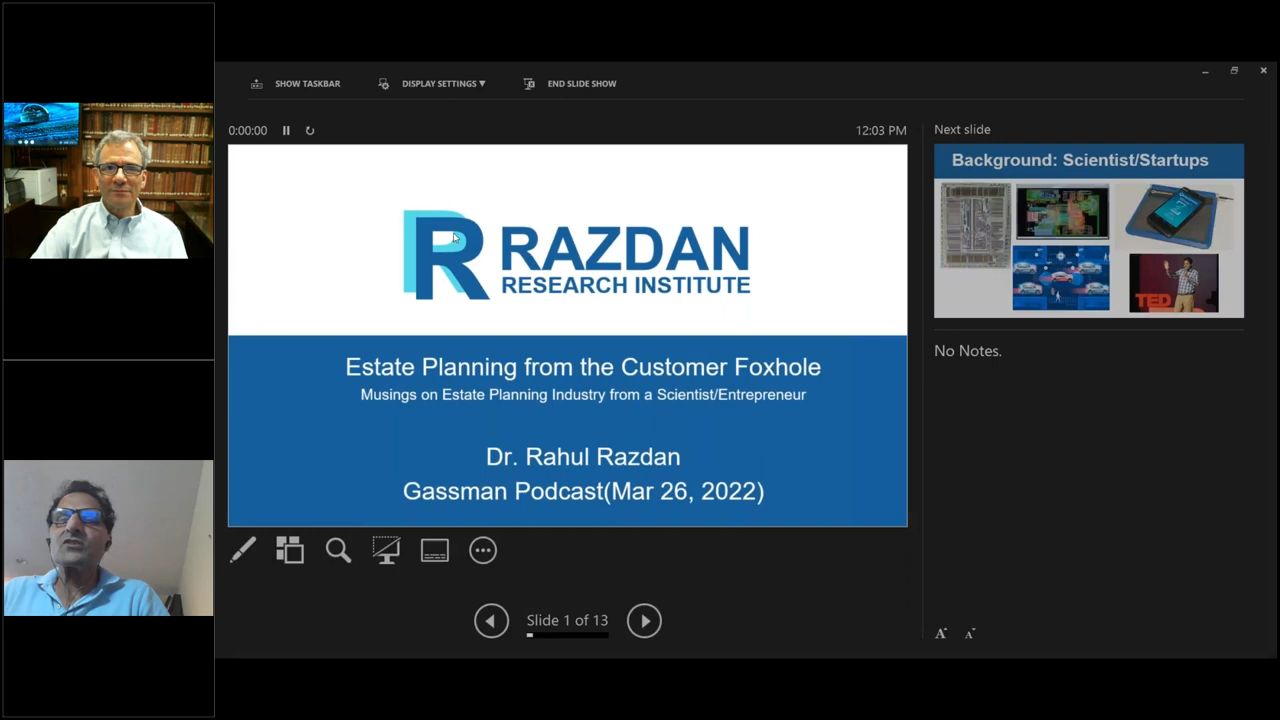 SHOW TASKBAR
DISPLAY SETTINGS ▼
END SLIDE SHOW
0:00:00
12:03 PM
R RAZDAN
RESEARCH INSTITUTE
Estate Planning from the Customer Foxhole
Musings on Estate Planning Industry from a Scientist/Entrepreneur
Dr. Rahul Razdan
Gassman Podcast(Mar 26, 2022)
Slide 1 of 13
Next slide
Background: Scientist/Startups
TED
No Notes.
A A